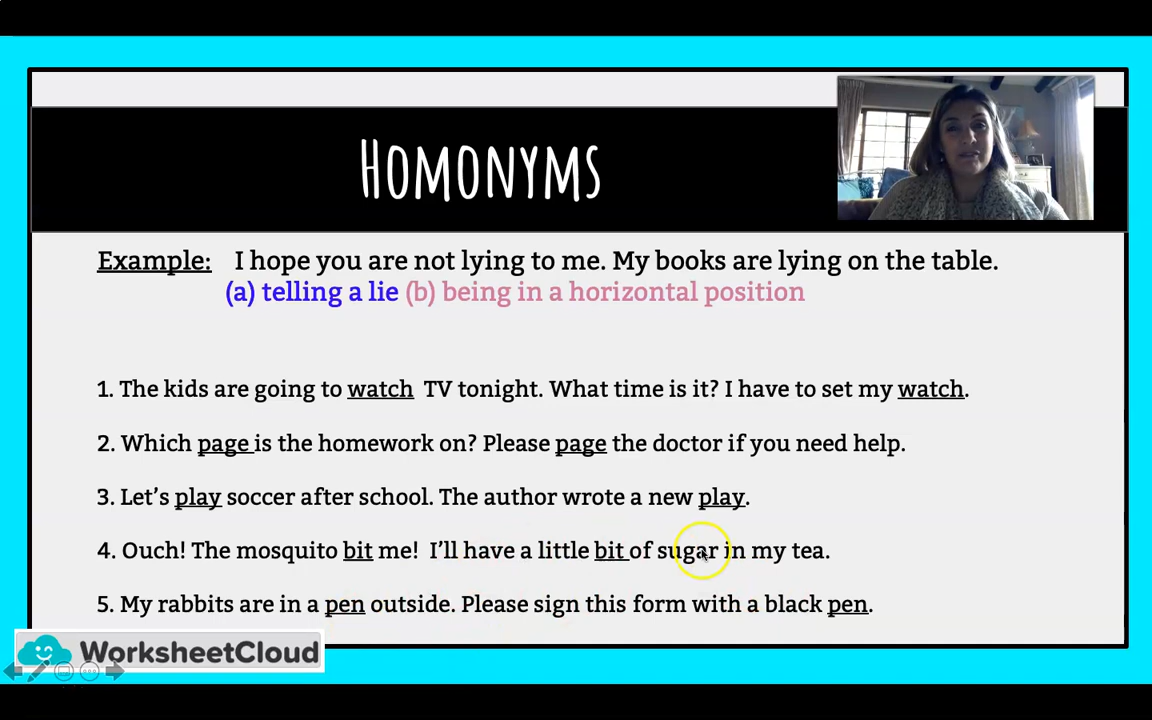 HOMONYMS
Example: I hope you are not lying to me. My books are lying on the table.
(a) telling a lie (b) being in a horizontal position
1. The kids are going to watch TV tonight. What time is it? I have to set my watch.
2. Which page is the homework on? Please page the doctor if you need help.
3. Let’s play soccer after school. The author wrote a new play.
4. Ouch! The mosquito bit me! I’ll have a little bit of sugar in my tea.
5. My rabbits are in a pen outside. Please sign this form with a black pen.
WorksheetCloud